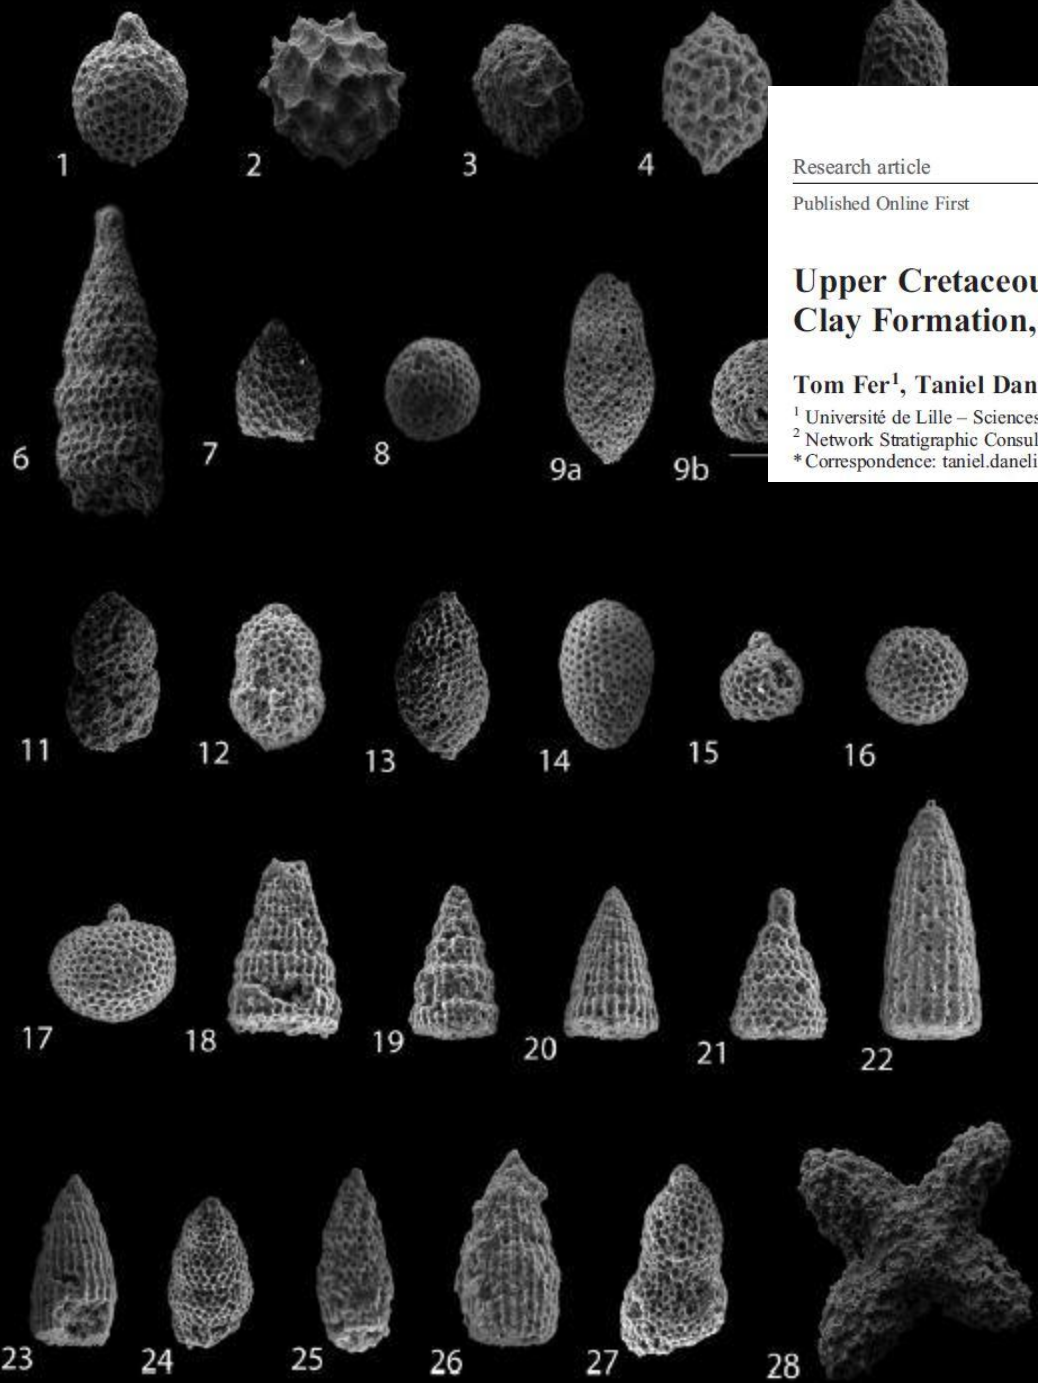 1 2 3 4
Research article
Published Online First
Upper Cretaceou
Clay Formation,
Tom Fer1, Taniel Dan
1 Université de Lille – Sciences
2 Network Stratigraphic Consul
*Correspondence: taniel.daneli
6 7 8 9a 9b
11 12 13 14 15 16
17 18 19 20 21 22
23 24 25 26 27 28